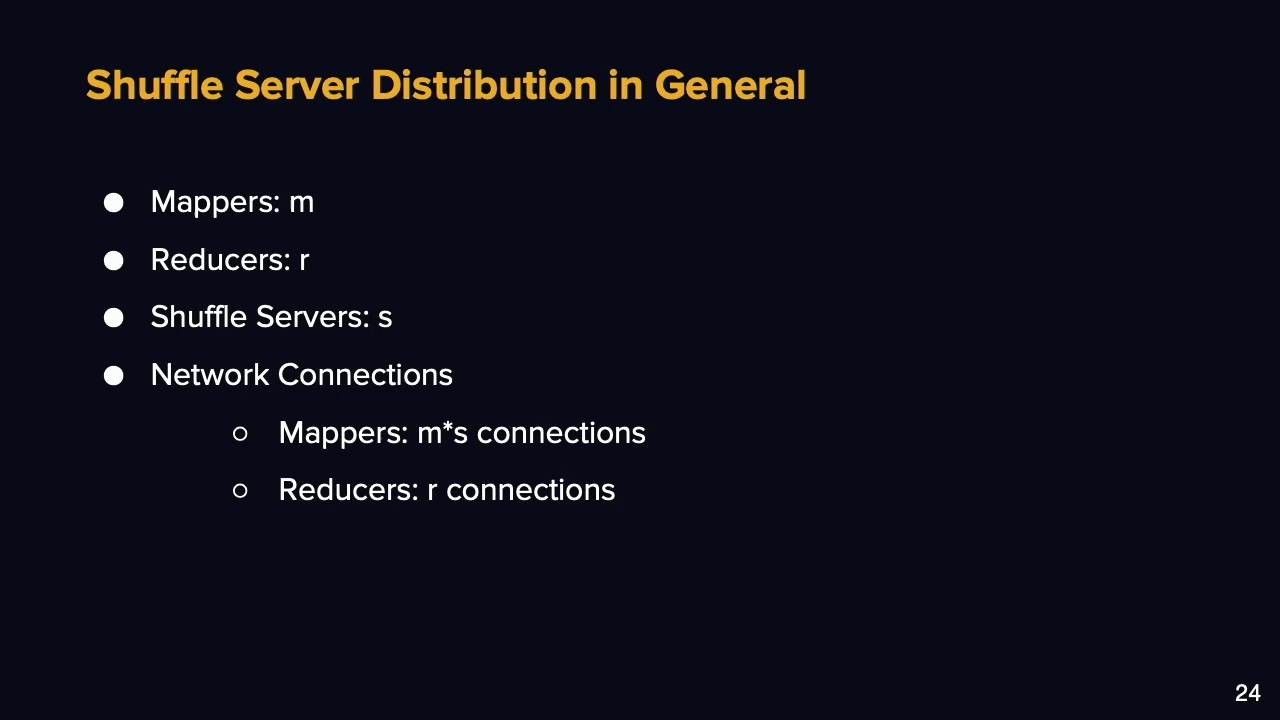 Shuffle Server Distribution in General
● Mappers: m
● Reducers: r
● Shuffle Servers: s
● Network Connections
○ Mappers: m*s connections
○ Reducers: r connections
24